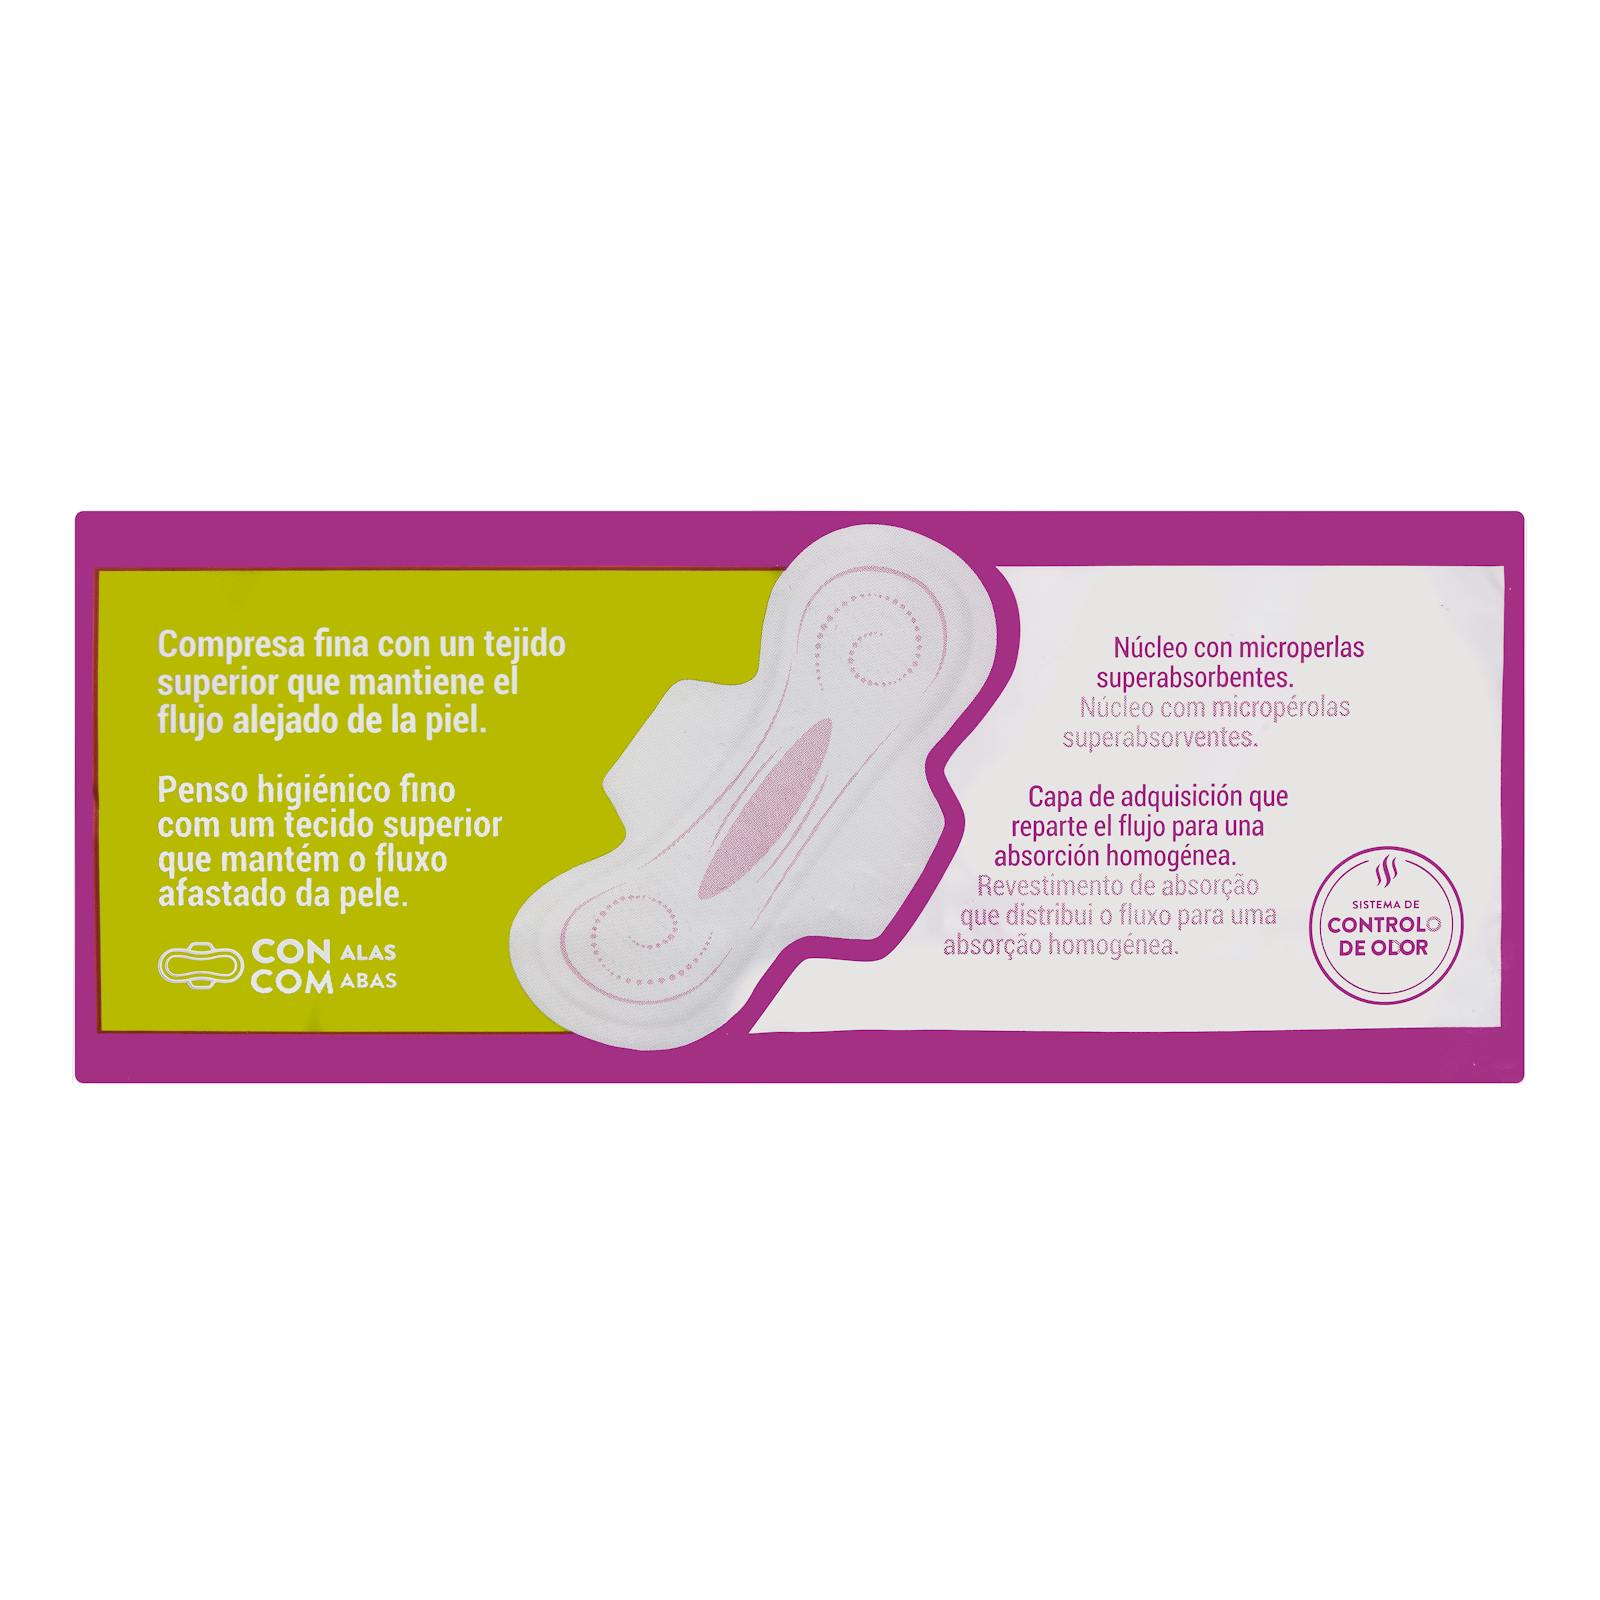 Compresa fina con un tejido
superior que mantiene el
flujo alejado de la piel.
Penso higiénico fino
com um tecido superior
que mantém o fluxo
afastado da pele.
CON ALAS
COM ABAS
Núcleo con microperlas
superabsorbentes.
Núcleo com micropérolas
superabsorventes.
Capa de adquisición que
reparte el flujo para una
absorción homogénea.
Revestimento de absorção
que distribui o fluxo para uma
absorção homogénea.
SISTEMA DE
CONTROLO
DE OLOR